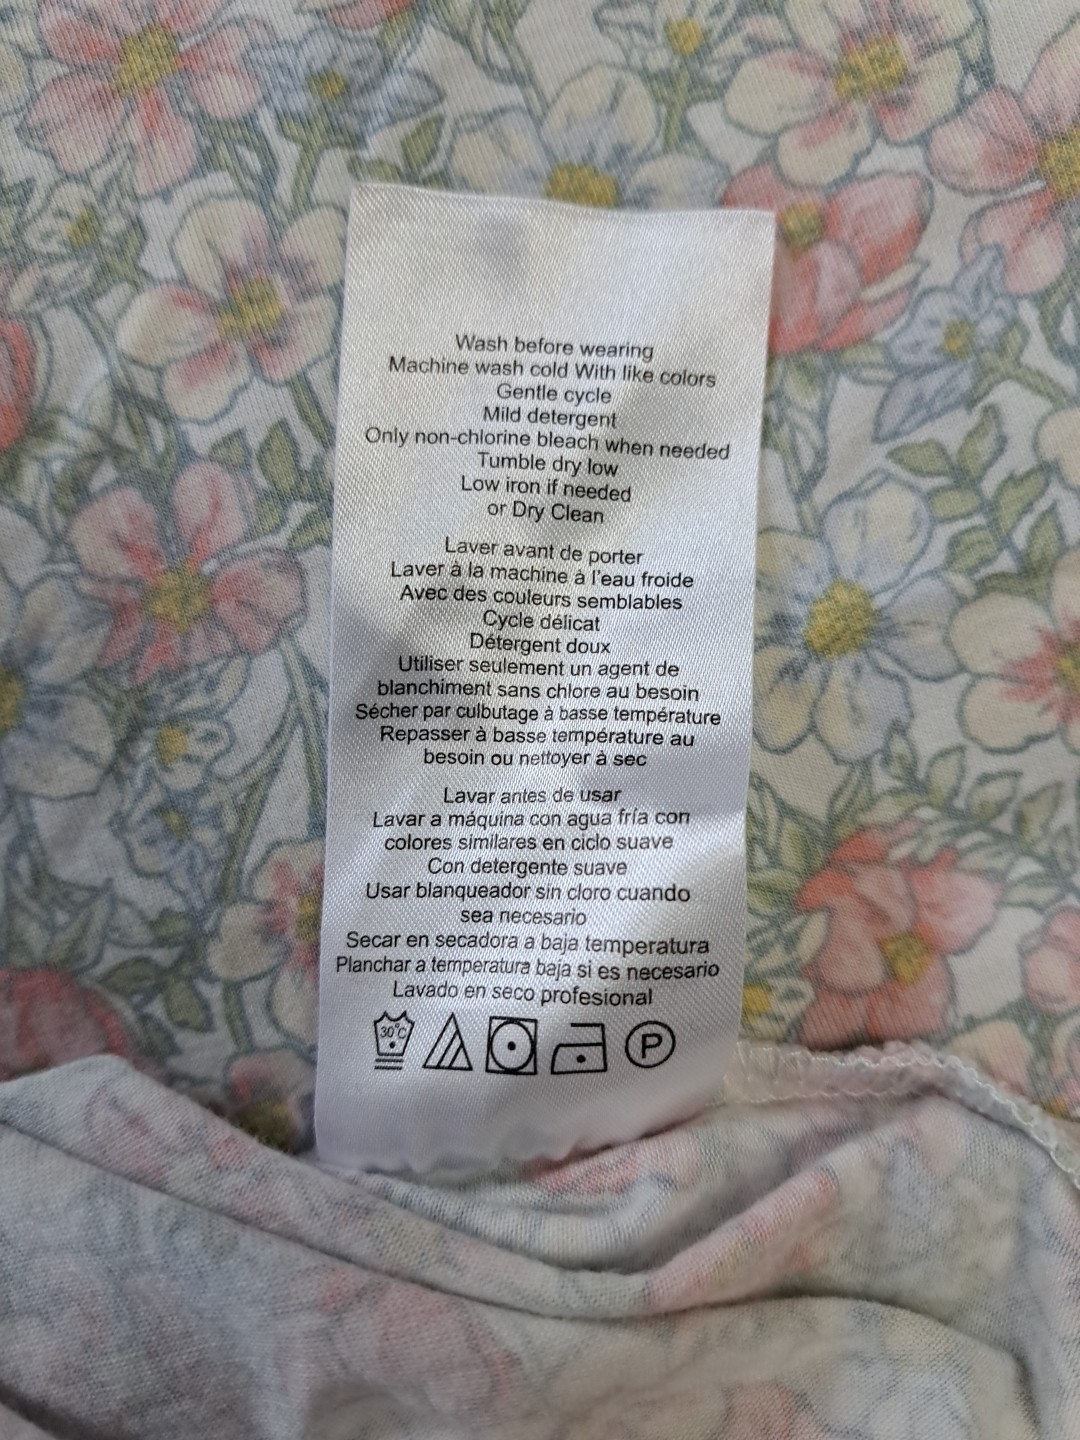 Wash before wearing
Machine wash cold With like colors
Gentle cycle
Mild detergent
Only non-chlorine bleach when needed
Tumble dry low
Low iron if needed
or Dry Clean
Laver avant de porter
Laver à la machine à l'eau froide
Avec des couleurs semblables
Cycle délicat
Détergent doux
Utiliser seulement un agent de
blanchiment sans chlore au besoin
Sécher par culbutage à basse température
Repasser à basse température au
besoin ou nettoyer à sec
Lavar antes de usar
Lavar a máquina con agua fría con
colores similares en ciclo suave
Con detergente suave
Usar blanqueador sin cloro cuando
sea necesario
Secar en secadora a baja temperatura
Planchar a temperatura baja si es necesario
Lavado en seco profesional
30°C P